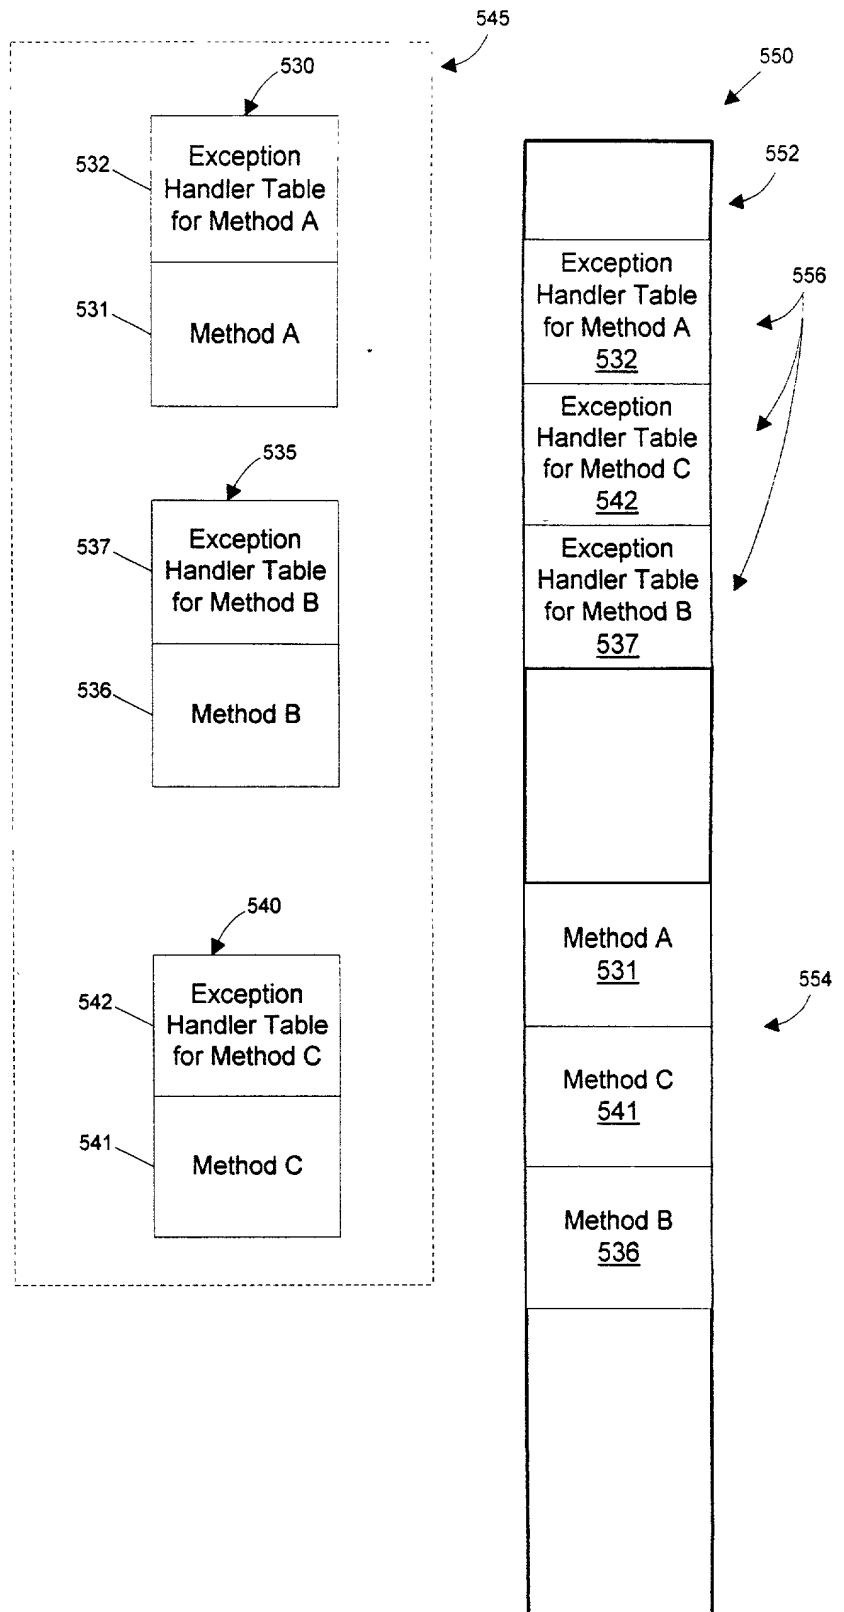 545
530
532
Exception
Handler Table
for Method A
531
Method A
535
537
Exception
Handler Table
for Method B
536
Method B
540
542
Exception
Handler Table
for Method C
541
Method C
550
552
Exception
Handler Table
for Method A
532
556
Exception
Handler Table
for Method C
542
Exception
Handler Table
for Method B
537
Method A
531
554
Method C
541
Method B
536